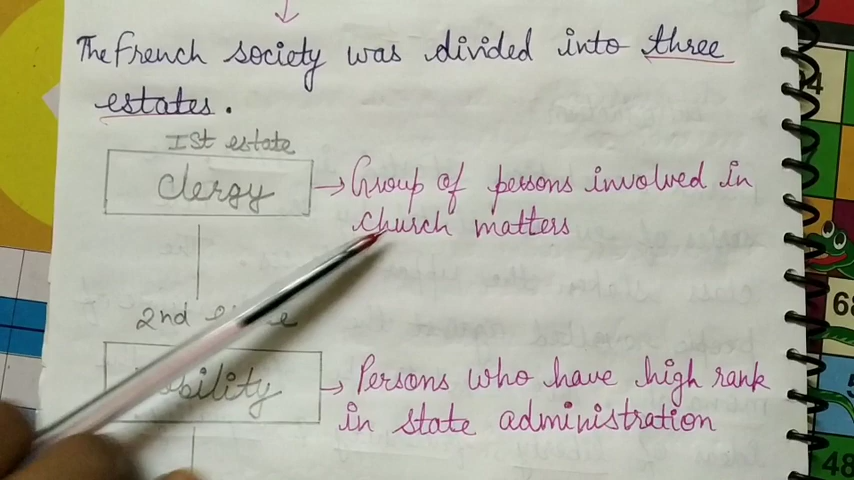 The French society was divided into three
estates.
Ist estate
Clergy
Group of persons involved in
church matters
2nd
Persons who have high rank
in state administration